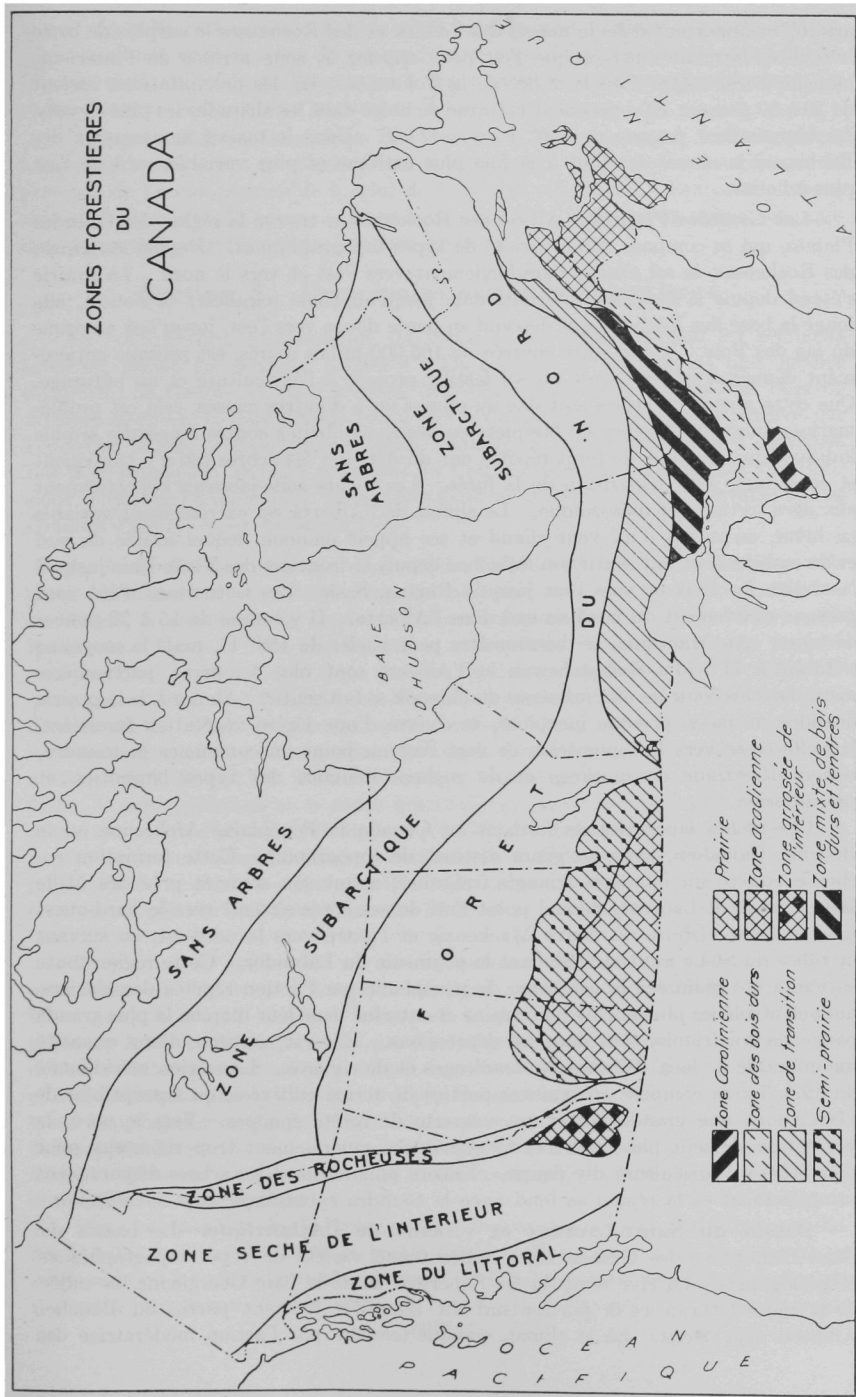 ZONES FORESTIERES
DU
CANADA
ZONE SANS ARBRES
ZONE SUBARCTIQUE
SANS
ARBRES
ZONE
SUBARCTIQUE
FORET DU NORD
BAIE
D'HUDSON
ZONE DES ROCHEUSES
ZONE SECHE DE L'INTERIEUR
ZONE DU LITTORAL
OCEAN
PACIFIQUE
OCEAN
ATLANTIQUE
Zone Carolinienne
Zone des bois durs
Zone de transition
Semi-prairie
Prairie
Zone acadienne
Zone arrosée de
l'intérieur
Zone mixte de bois
durs et tendres